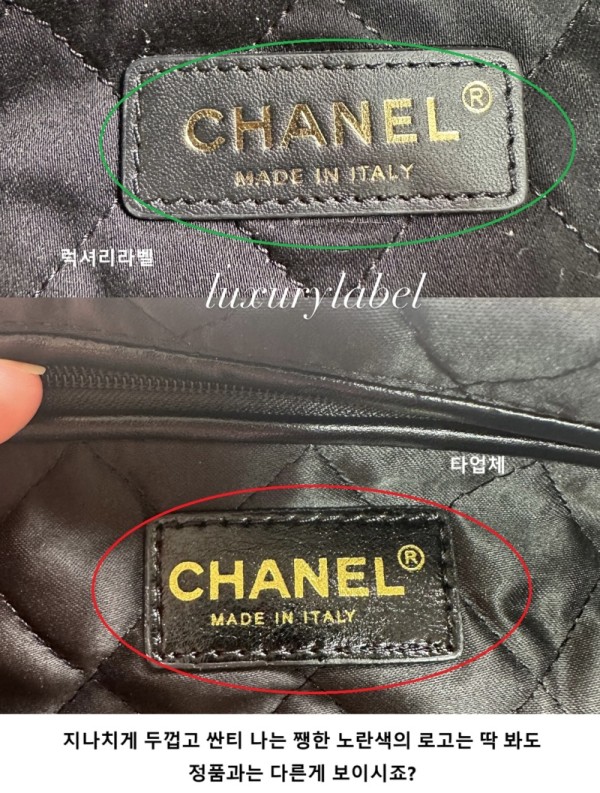 CHANEL®
MADE IN ITALY
럭셔리라벨
luxurylabel
타업체
CHANEL®
MADE IN ITALY
지나치게 두껍고 싼티 나는 쨍한 노란색의 로고는 딱 봐도
정품과는 다른게 보이시죠?